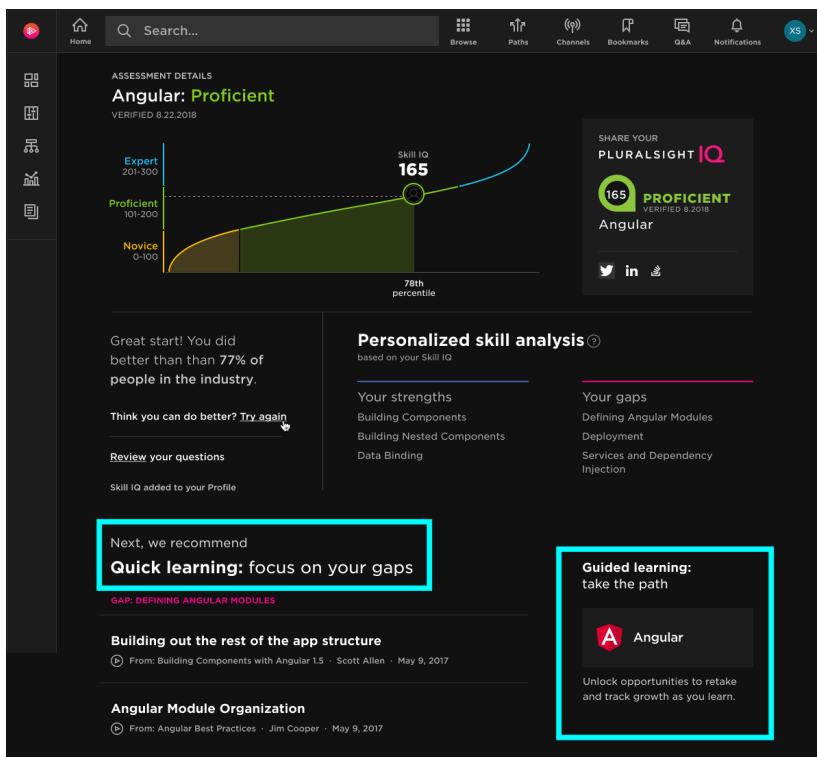 Home
Search...
Browse
Paths
Channels
Bookmarks
Q&A
Notifications
XS
ASSESSMENT DETAILS
Angular: Proficient
VERIFIED 8.22.2018
Expert
201-300
Proficient
101-200
Novice
0-100
Skill IQ
165
78th
percentile
SHARE YOUR
PLURALSIGHT IQ
165
PROFICIENT
VERIFIED 8.2018
Angular
in
Great start! You did
better than than 77% of
people in the industry.
Think you can do better? Try again
Review your questions
Skill IQ added to your Profile
Personalized skill analysis ?
based on your Skill IQ
Your strengths
Building Components
Building Nested Components
Data Binding
Your gaps
Defining Angular Modules
Deployment
Services and Dependency
Injection
Next, we recommend
Quick learning: focus on your gaps
GAP: DEFINING ANGULAR MODULES
Building out the rest of the app structure
From: Building Components with Angular 1.5 · Scott Allen · May 9, 2017
Angular Module Organization
From: Angular Best Practices · Jim Cooper · May 9, 2017
Guided learning:
take the path
A
Angular
Unlock opportunities to retake
and track growth as you learn.